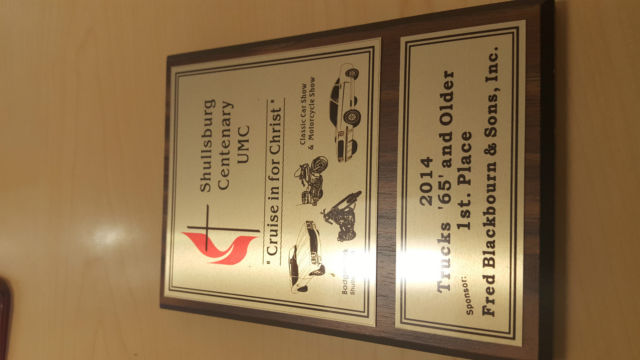 Shullsburg
Centenary
UMC
" Cruise in for Christ "
Classic Car Show
& Motorcycle Show
2014
Trucks '65' and Older
1st. Place
Sponsor:
Fred Blackbourn & Sons, Inc.